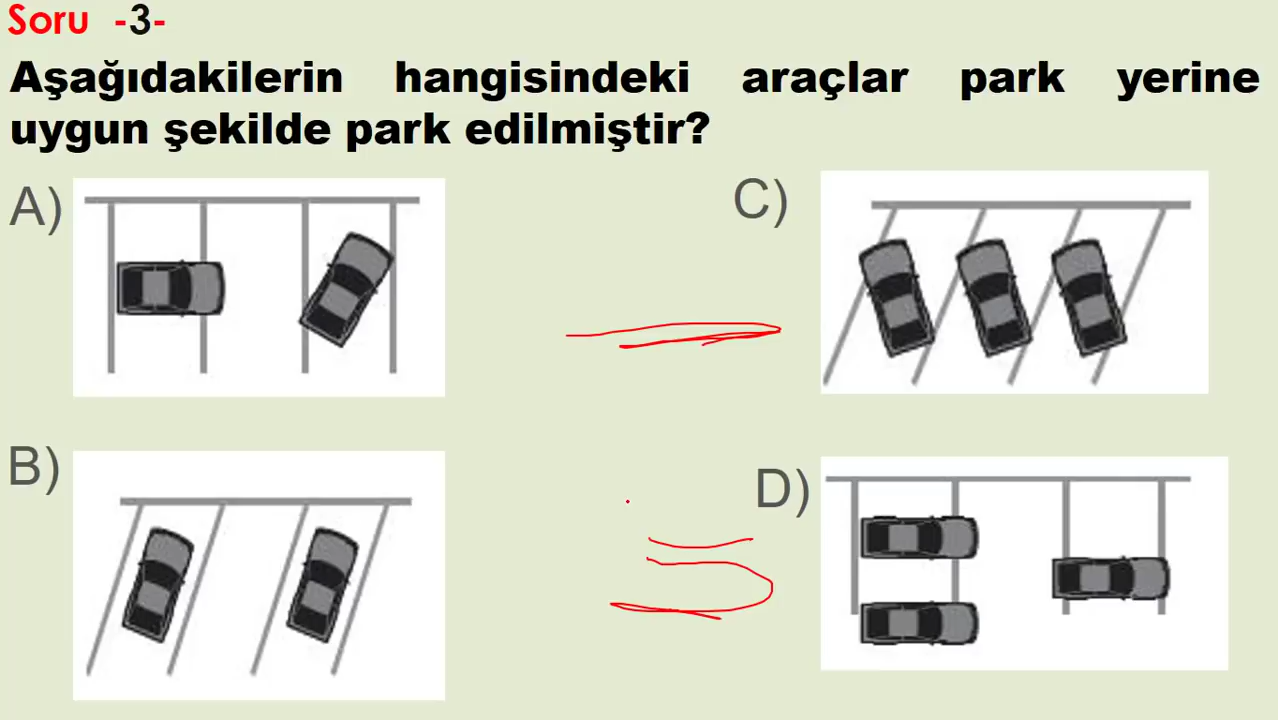 Soru -3-
Aşağıdakilerin hangisindeki araçlar park yerine
uygun şekilde park edilmiştir?
A)
B)
C)
D)